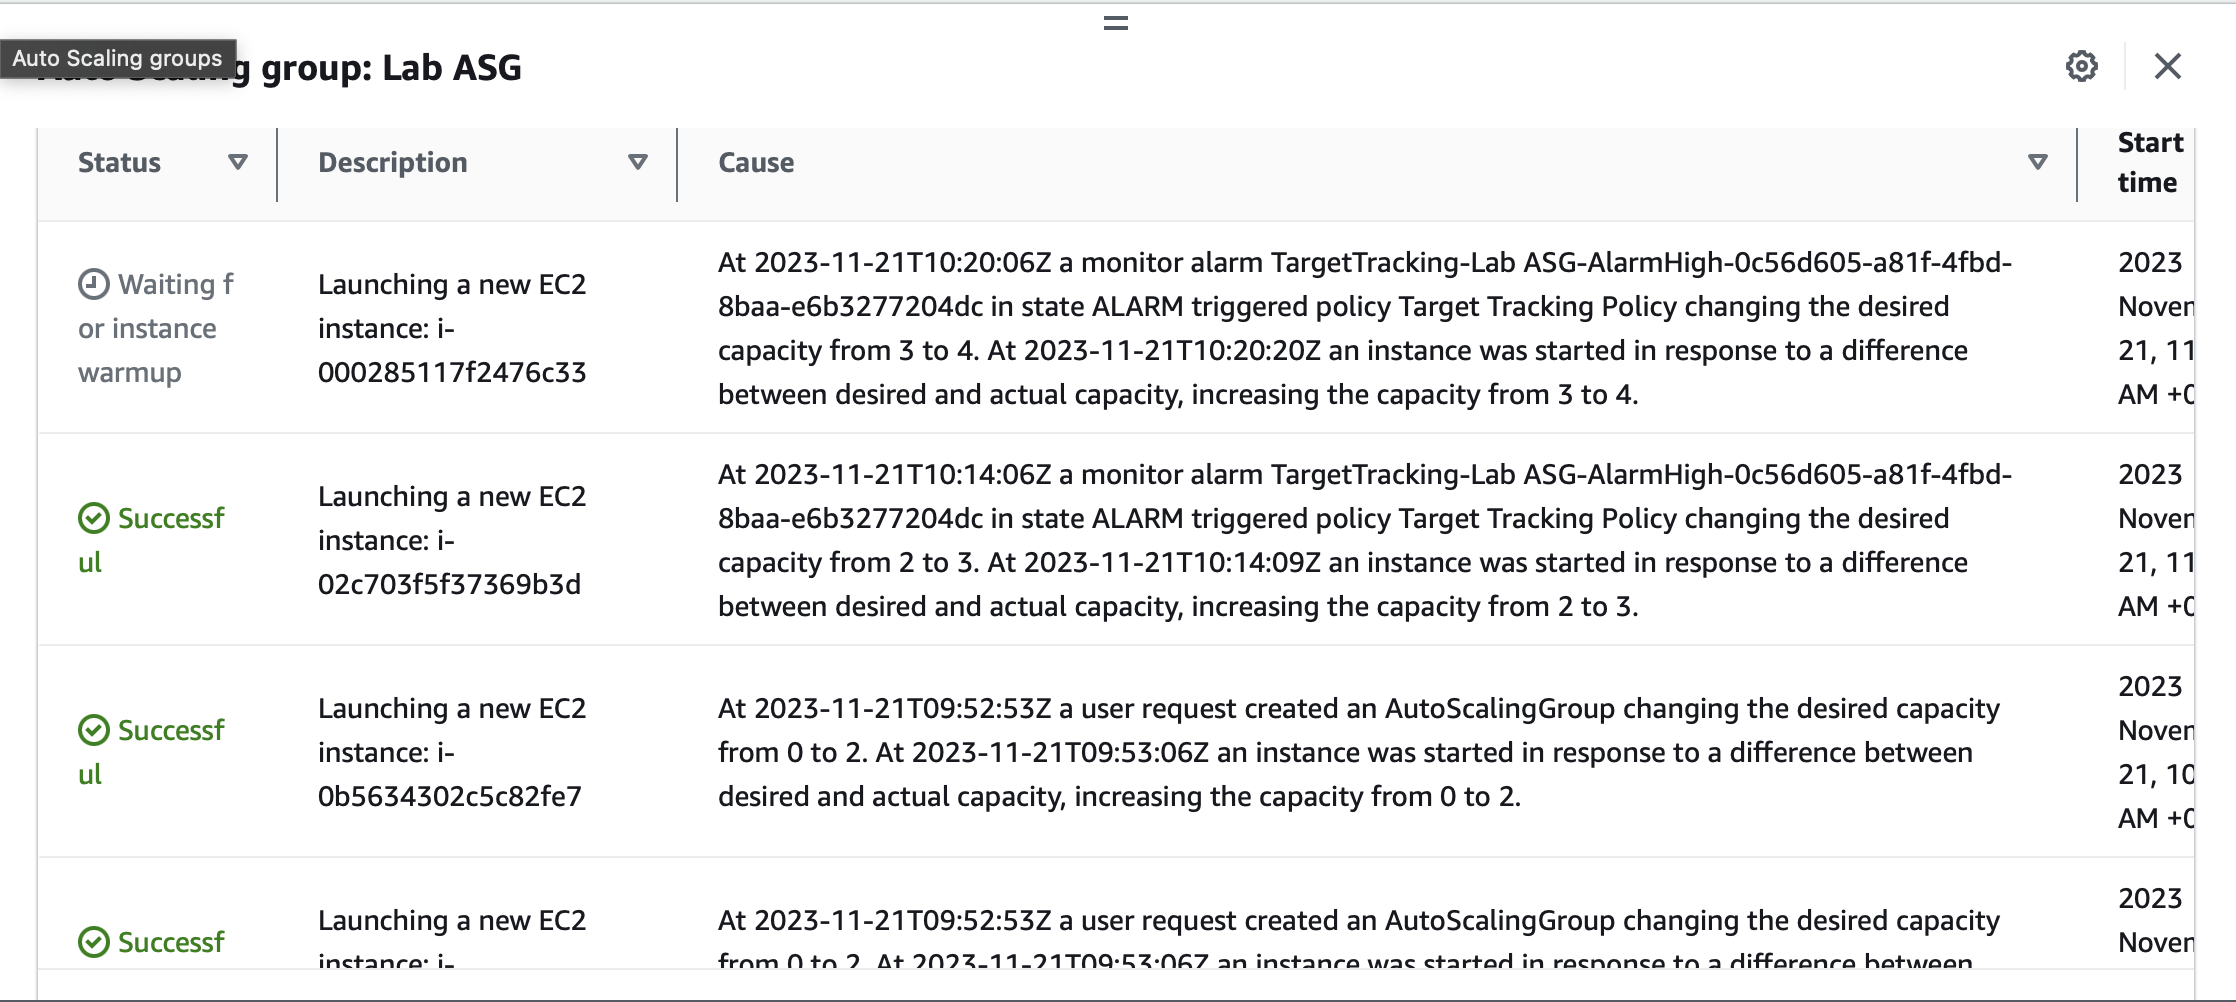 Auto Scaling groups
group: Lab ASG
Status
Description
Cause
Start
time
Waiting f
or instance
warmup
Launching a new EC2
instance: i-
000285117f2476c33
At 2023-11-21T10:20:06Z a monitor alarm TargetTracking-Lab ASG-AlarmHigh-0c56d605-a81f-4fbd-
8baa-e6b3277204dc in state ALARM triggered policy Target Tracking Policy changing the desired
capacity from 3 to 4. At 2023-11-21T10:20:20Z an instance was started in response to a difference
between desired and actual capacity, increasing the capacity from 3 to 4.
2023
Noven
21, 11
AM +0
Successf
ul
Launching a new EC2
instance: i-
02c703f5f37369b3d
At 2023-11-21T10:14:06Z a monitor alarm TargetTracking-Lab ASG-AlarmHigh-0c56d605-a81f-4fbd-
8baa-e6b3277204dc in state ALARM triggered policy Target Tracking Policy changing the desired
capacity from 2 to 3. At 2023-11-21T10:14:09Z an instance was started in response to a difference
between desired and actual capacity, increasing the capacity from 2 to 3.
2023
Noven
21, 11
AM +0
Successf
ul
Launching a new EC2
instance: i-
0b5634302c5c82fe7
At 2023-11-21T09:52:53Z a user request created an AutoScalingGroup changing the desired capacity
from 0 to 2. At 2023-11-21T09:53:06Z an instance was started in response to a difference between
desired and actual capacity, increasing the capacity from 0 to 2.
2023
Noven
21, 10
AM +0
Successf
Launching a new EC2
instance: i-
At 2023-11-21T09:52:53Z a user request created an AutoScalingGroup changing the desired capacity
from 0 to 2. At 2023-11-21T09:53:06Z an instance was started in response to a difference between
2023
Noven